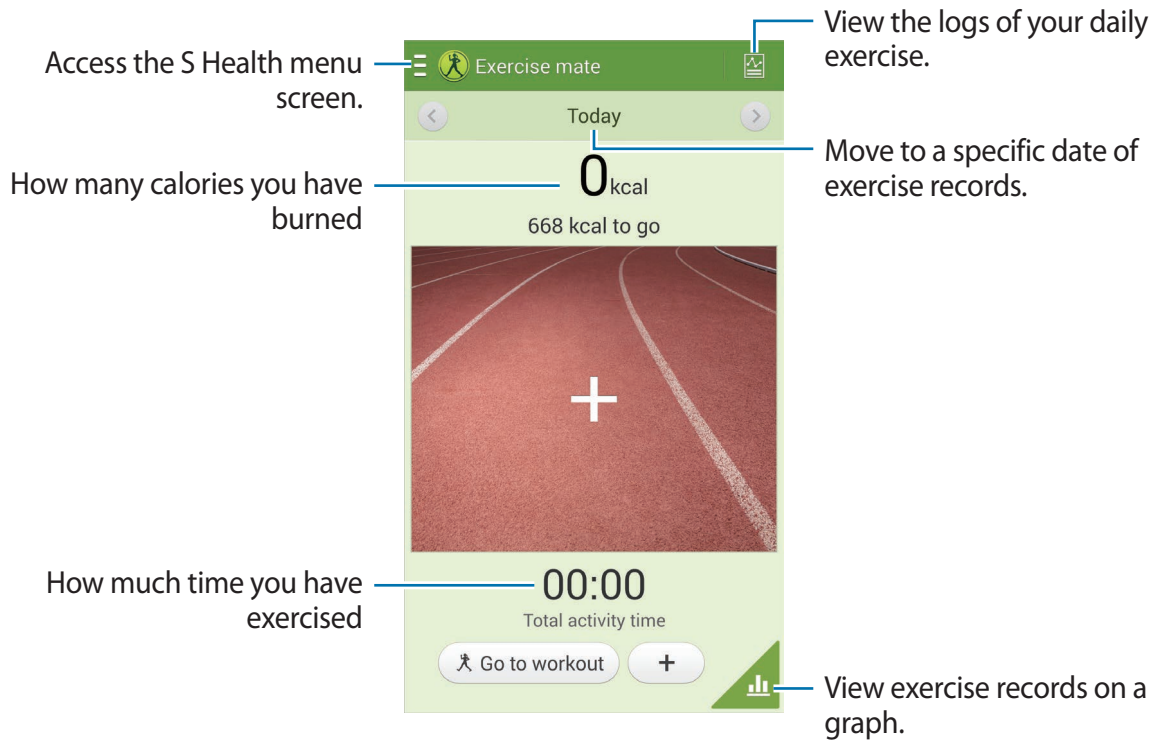 View the logs of your daily
exercise.
Access the S Health menu
screen.
Exercise mate
Today
Move to a specific date of
exercise records.
How many calories you have
burned
0 kcal
668 kcal to go
How much time you have
exercised
00:00
Total activity time
Go to workout
+
View exercise records on a
graph.